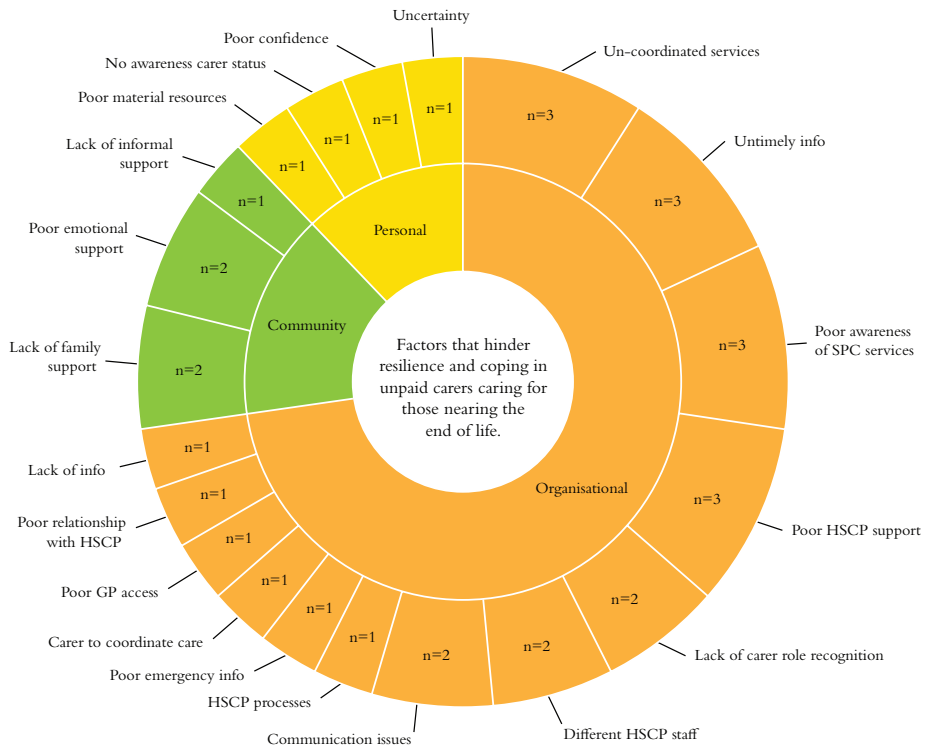 Uncertainty
Poor confidence
No awareness carer status
Poor material resources
Lack of informal
support
Poor emotional
support
Lack of family
support
Lack of info
Poor relationship
with HSCP
Poor GP access
Carer to coordinate care
Poor emergency info
HSCP processes
Communication issues
Different HSCP staff
Lack of carer role recognition
Poor HSCP support
Poor awareness
of SPC services
Untimely info
Un-coordinated services
n=3
n=3
n=3
n=3
n=2
n=2
n=2
n=1
n=1
n=1
n=1
n=1
n=1
n=2
n=2
n=1
n=1
n=1
n=1
n=1
Personal
Community
Organisational
Factors that hinder
resilience and coping in
unpaid carers caring for
those nearing the
end of life.